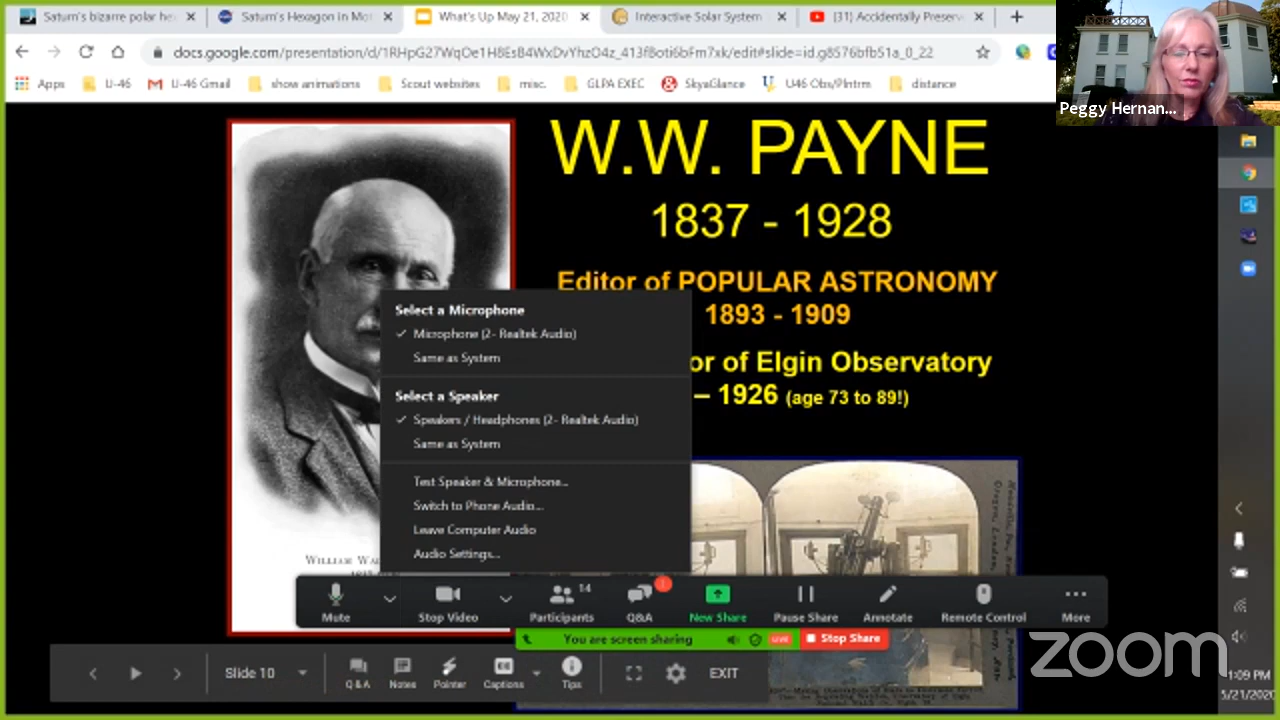 Saturn's bizarre polar he
Saturn's Hexagon in Mot
What's Up May 21, 2020
Interactive Solar System
(31) Accidentally Preserv
docs.google.com/presentation/d/1RHpG27WqOe1H8EsB4WxDvYhzO4z_413f8oti6bFm7xk/edit#slide=id.g8576bfb51a_0_22
Apps U-46 U-46 Gmail show animations Scout websites misc. GLPA EXEC SkyaGlance U46 Obs/Plntrm distance
Peggy Hernan...
W.W. PAYNE
1837 - 1928
Editor of POPULAR ASTRONOMY
1893 - 1909
or of Elgin Observatory
– 1926 (age 73 to 89!)
Select a Microphone
Microphone (2- Realtek Audio)
Same as System
Select a Speaker
Speakers / Headphones (2- Realtek Audio)
Same as System
Test Speaker & Microphone...
Switch to Phone Audio...
Leave Computer Audio
Audio Settings...
WILLIAM WA
14
1
Mute Stop Video Participants Q&A New Share Pause Share Annotate Remote Control More
You are screen sharing LIVE Stop Share
Slide 10 Q&A Notes Pointer Captions Tips EXIT
zoom
1:09 PM
5/21/2020